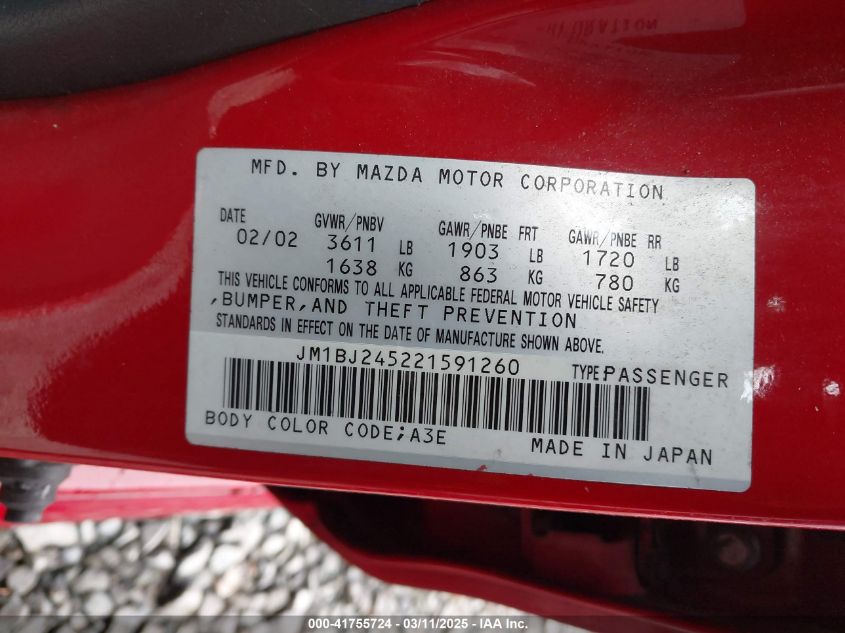 MFD. BY MAZDA MOTOR CORPORATION
DATE GVWR/PNBV GAWR/PNBE FRT GAWR/PNBE RR
02/02 3611 LB 1903 LB 1720 LB
1638 KG 863 KG 780 KG
THIS VEHICLE CONFORMS TO ALL APPLICABLE FEDERAL MOTOR VEHICLE SAFETY
,BUMPER,AND THEFT PREVENTION
STANDARDS IN EFFECT ON THE DATE OF MANUFACTURE SHOWN ABOVE.
JM1BJ245221591260 TYPE PASSENGER
BODY COLOR CODE;A3E MADE IN JAPAN
000-41755724 - 03/11/2025 - IAA Inc.